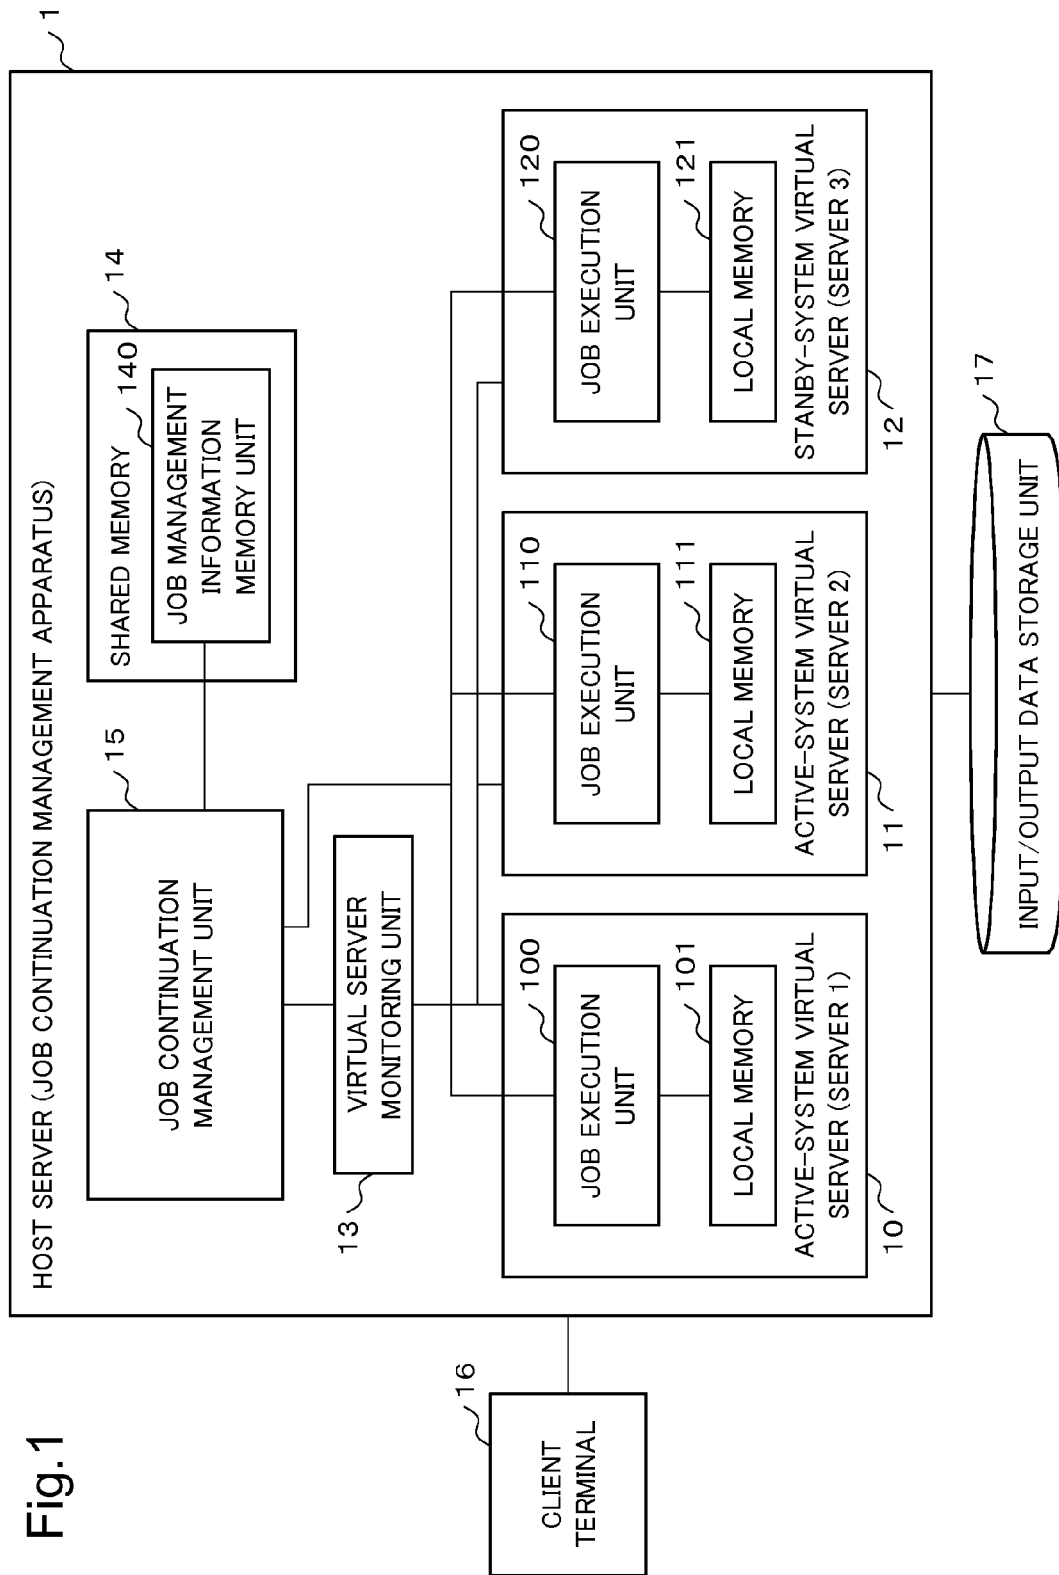 Fig.1
HOST SERVER (JOB CONTINUATION MANAGEMENT APPARATUS)
1
JOB CONTINUATION
MANAGEMENT UNIT
15
SHARED MEMORY
14
140
JOB MANAGEMENT
INFORMATION
MEMORY UNIT
VIRTUAL SERVER
MONITORING UNIT
13
CLIENT
TERMINAL
16
JOB EXECUTION
UNIT
100
LOCAL MEMORY
101
ACTIVE-SYSTEM VIRTUAL
SERVER (SERVER 1)
10
JOB EXECUTION
UNIT
110
LOCAL MEMORY
111
ACTIVE-SYSTEM VIRTUAL
SERVER (SERVER 2)
11
JOB EXECUTION
UNIT
120
LOCAL MEMORY
121
STANBY-SYSTEM VIRTUAL
SERVER (SERVER 3)
12
INPUT/OUTPUT DATA STORAGE UNIT
17